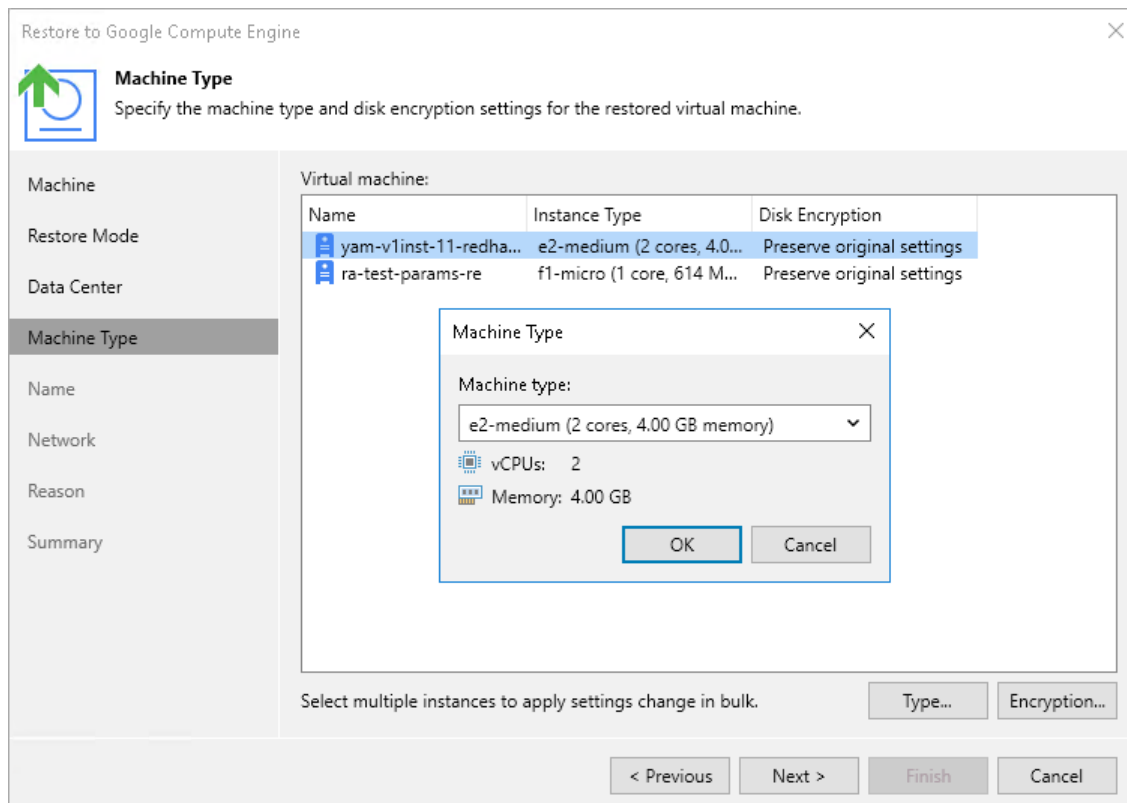 Restore to Google Compute Engine
Machine Type
Specify the machine type and disk encryption settings for the restored virtual machine.
Machine
Restore Mode
Data Center
Machine Type
Name
Network
Reason
Summary
Virtual machine:
Name Instance Type Disk Encryption
yam-v1inst-11-redha... e2-medium (2 cores, 4.0... Preserve original settings
ra-test-params-re f1-micro (1 core, 614 M... Preserve original settings
Machine Type
Machine type:
e2-medium (2 cores, 4.00 GB memory)
vCPUs: 2
Memory: 4.00 GB
OK Cancel
Select multiple instances to apply settings change in bulk. Type... Encryption...
< Previous Next > Finish Cancel